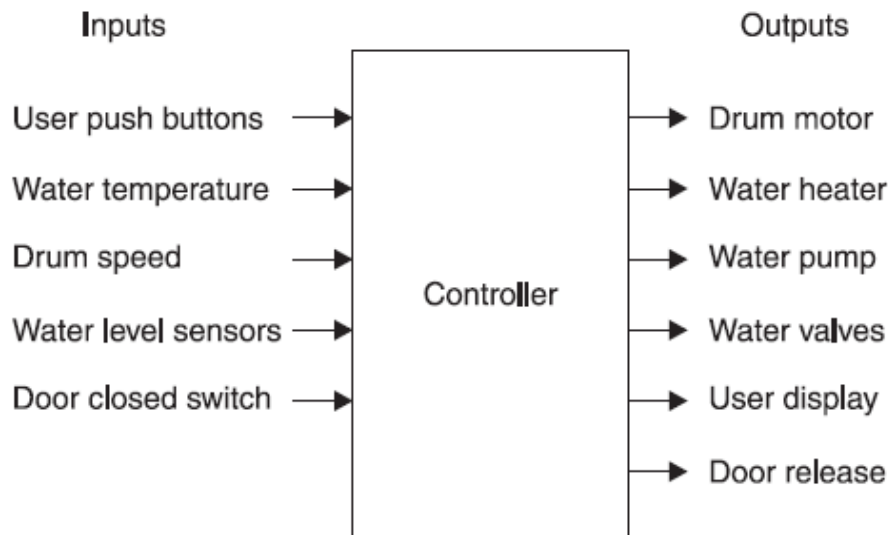 Inputs
Outputs
User push buttons
Drum motor
Water temperature
Water heater
Drum speed
Water pump
Controller
Water level sensors
Water valves
Door closed switch
User display
Door release